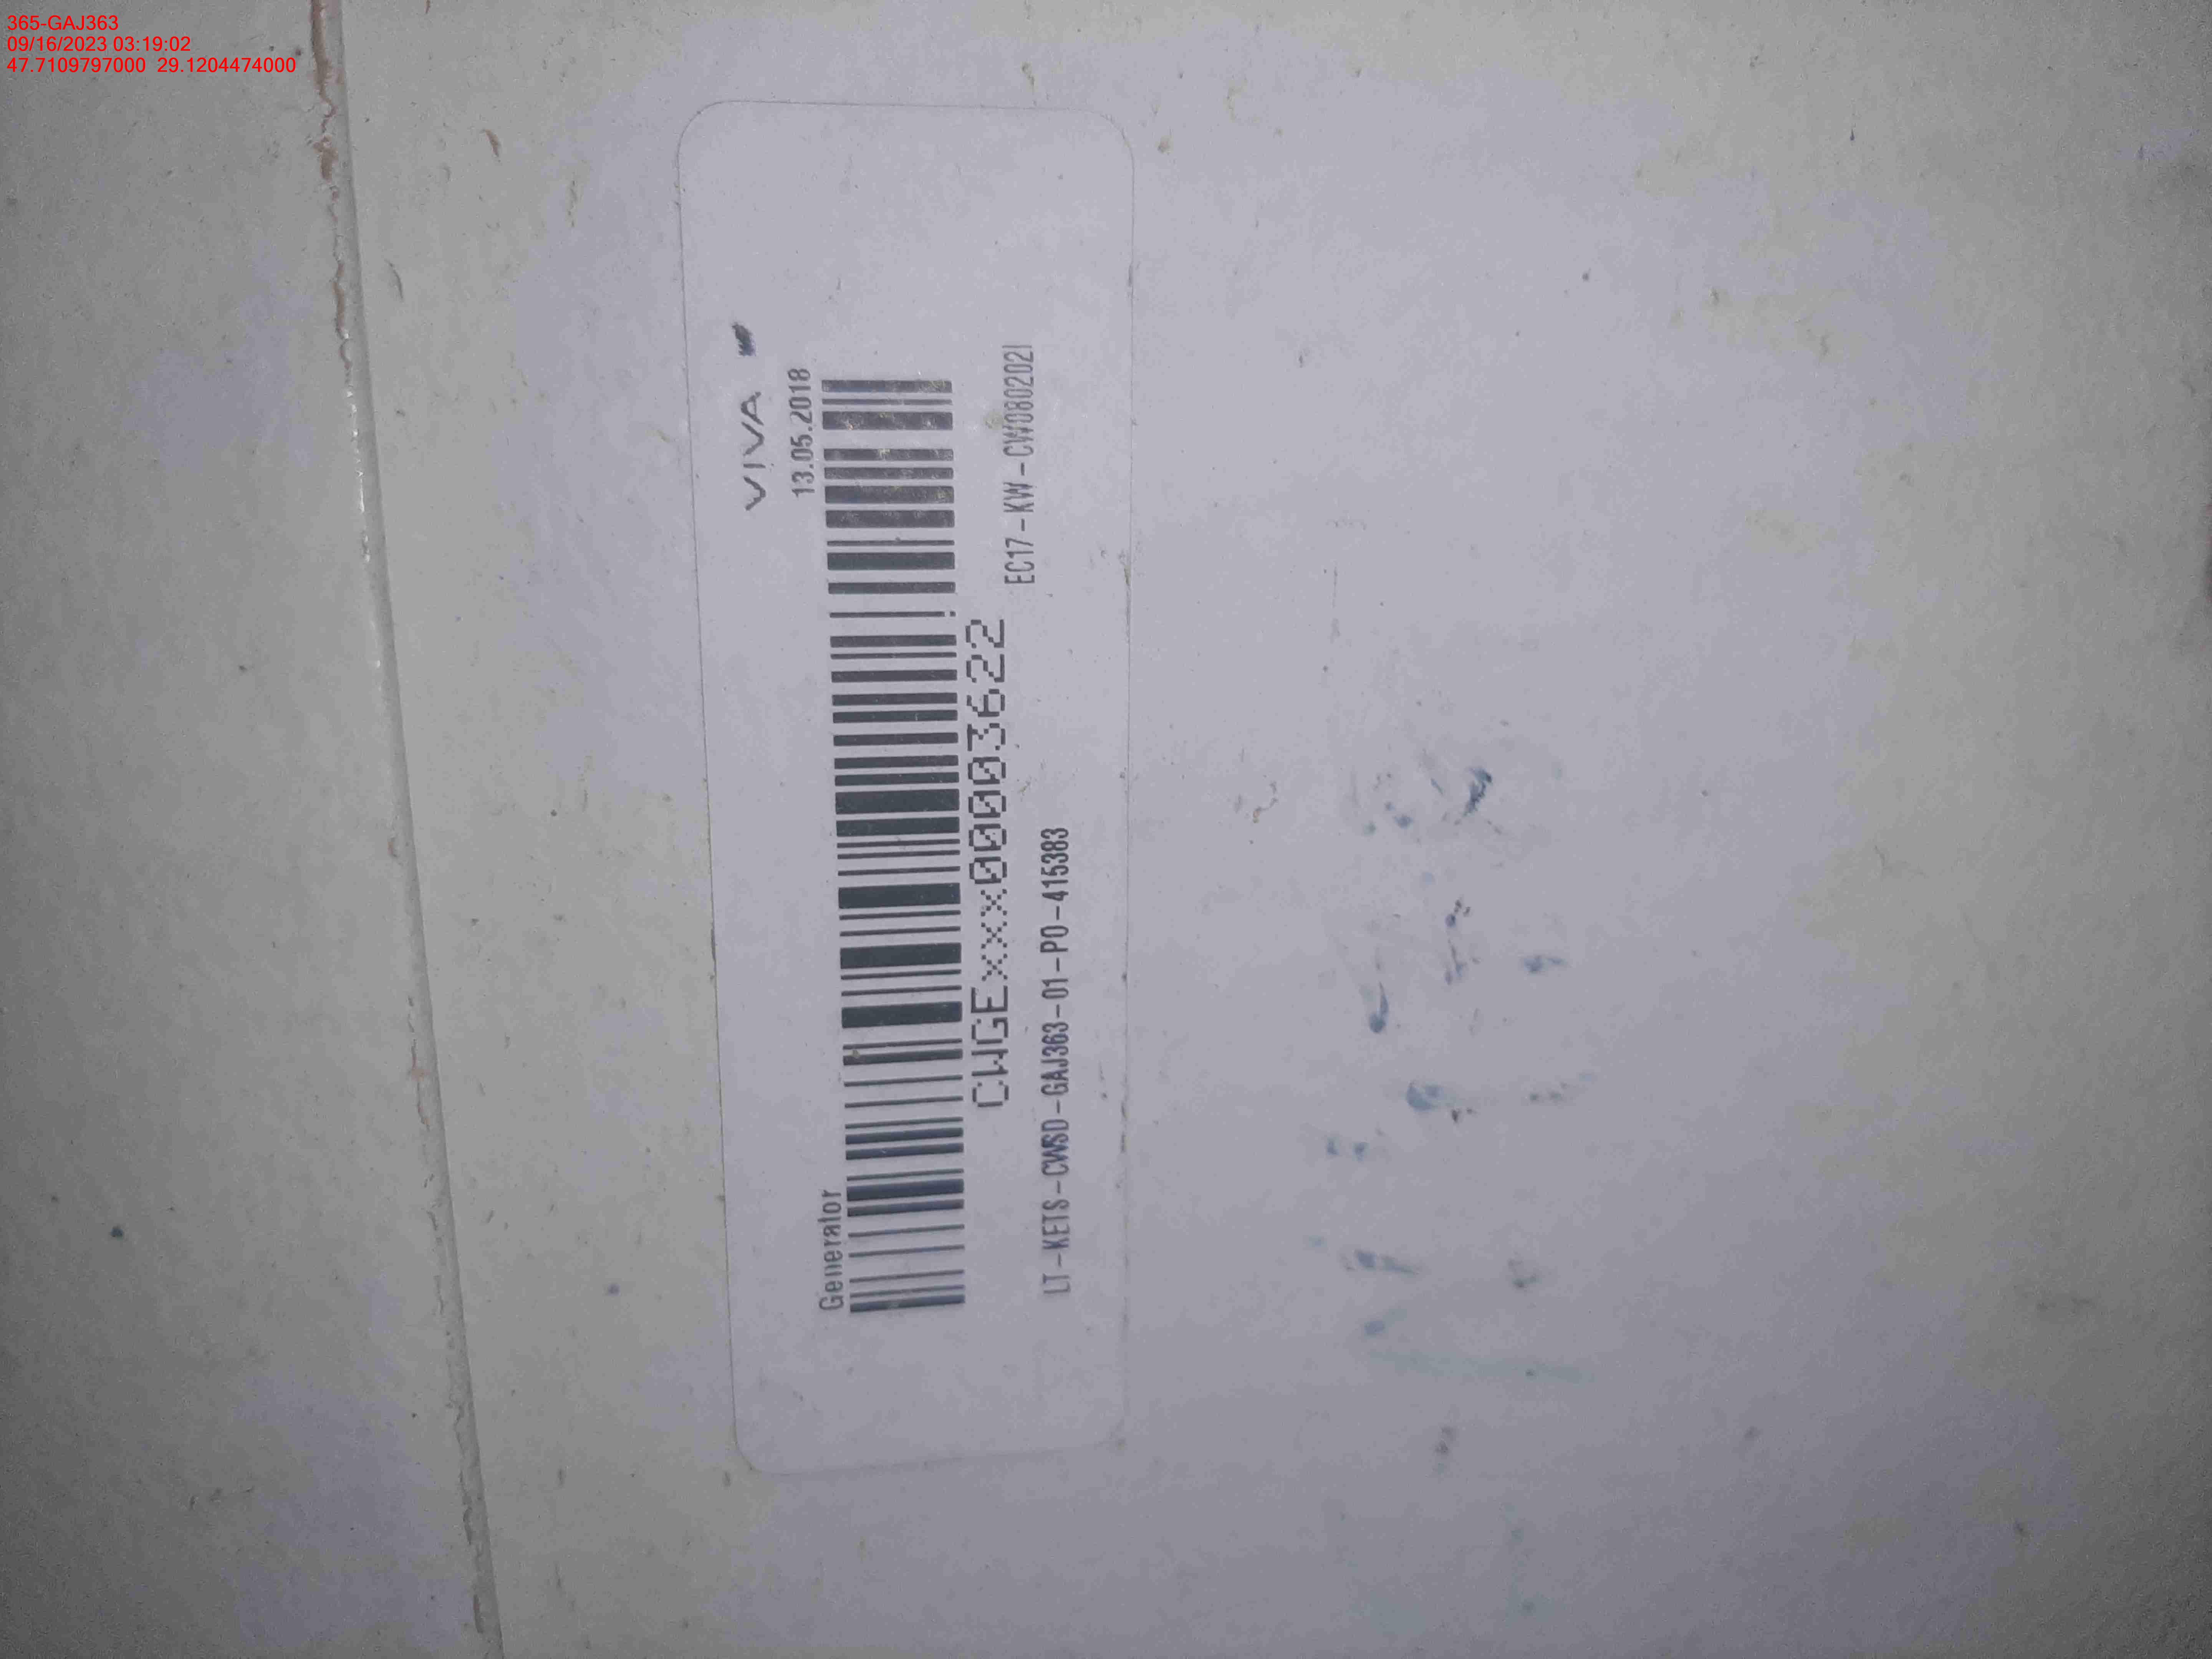 365-GAJ363
09/16/2023 03:19:02
47.7109797000 29.1204474000
VIVA
13.05.2018
Generator
CWGExxx00003622
EC17-KW-CW080202I
LT-KETS-CWSD-GAJ363-01-PO-415383